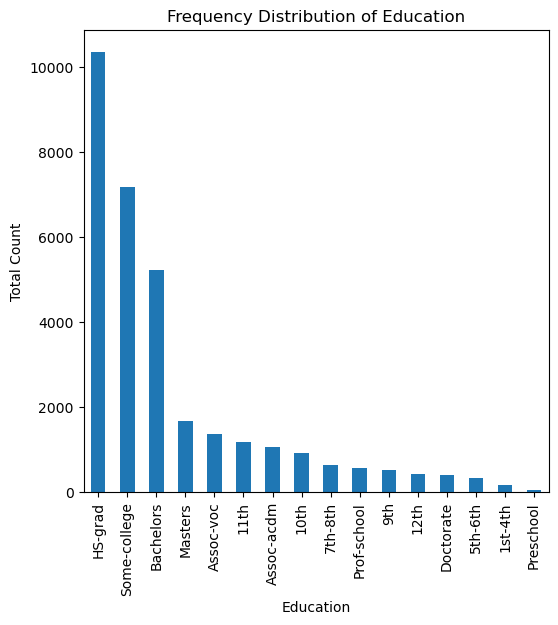 Frequency Distribution of Education
10000
8000
6000
4000
2000
0
Total Count
HS-grad
Some-college
Bachelors
Masters
Assoc-voc
11th
Assoc-acdm
10th
7th-8th
Prof-school
9th
12th
Doctorate
5th-6th
1st-4th
Preschool
Education